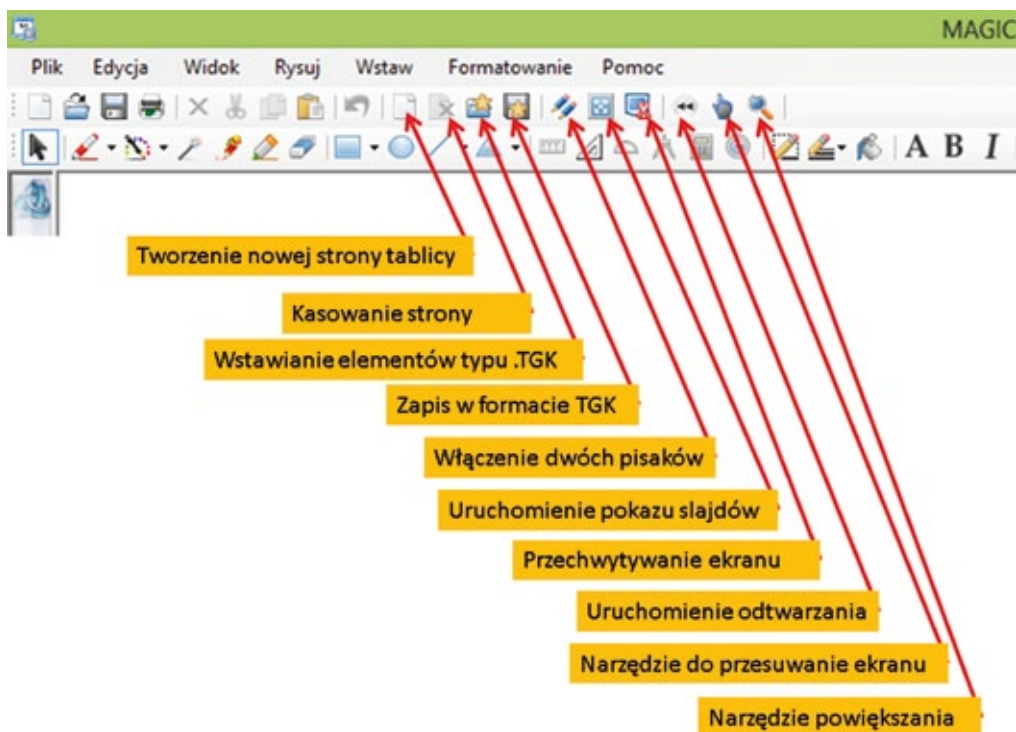 MAGIC
Plik Edycja Widok Rysuj Wstaw Formatowanie Pomoc
A B I
Tworzenie nowej strony tablicy
Kasowanie strony
Wstawianie elementów typu .TGK
Zapis w formacie TGK
Włączenie dwóch pisaków
Uruchomienie pokazu slajdów
Przechwytywanie ekranu
Uruchomienie odtwarzania
Narzędzie do przesuwanie ekranu
Narzędzie powiększania